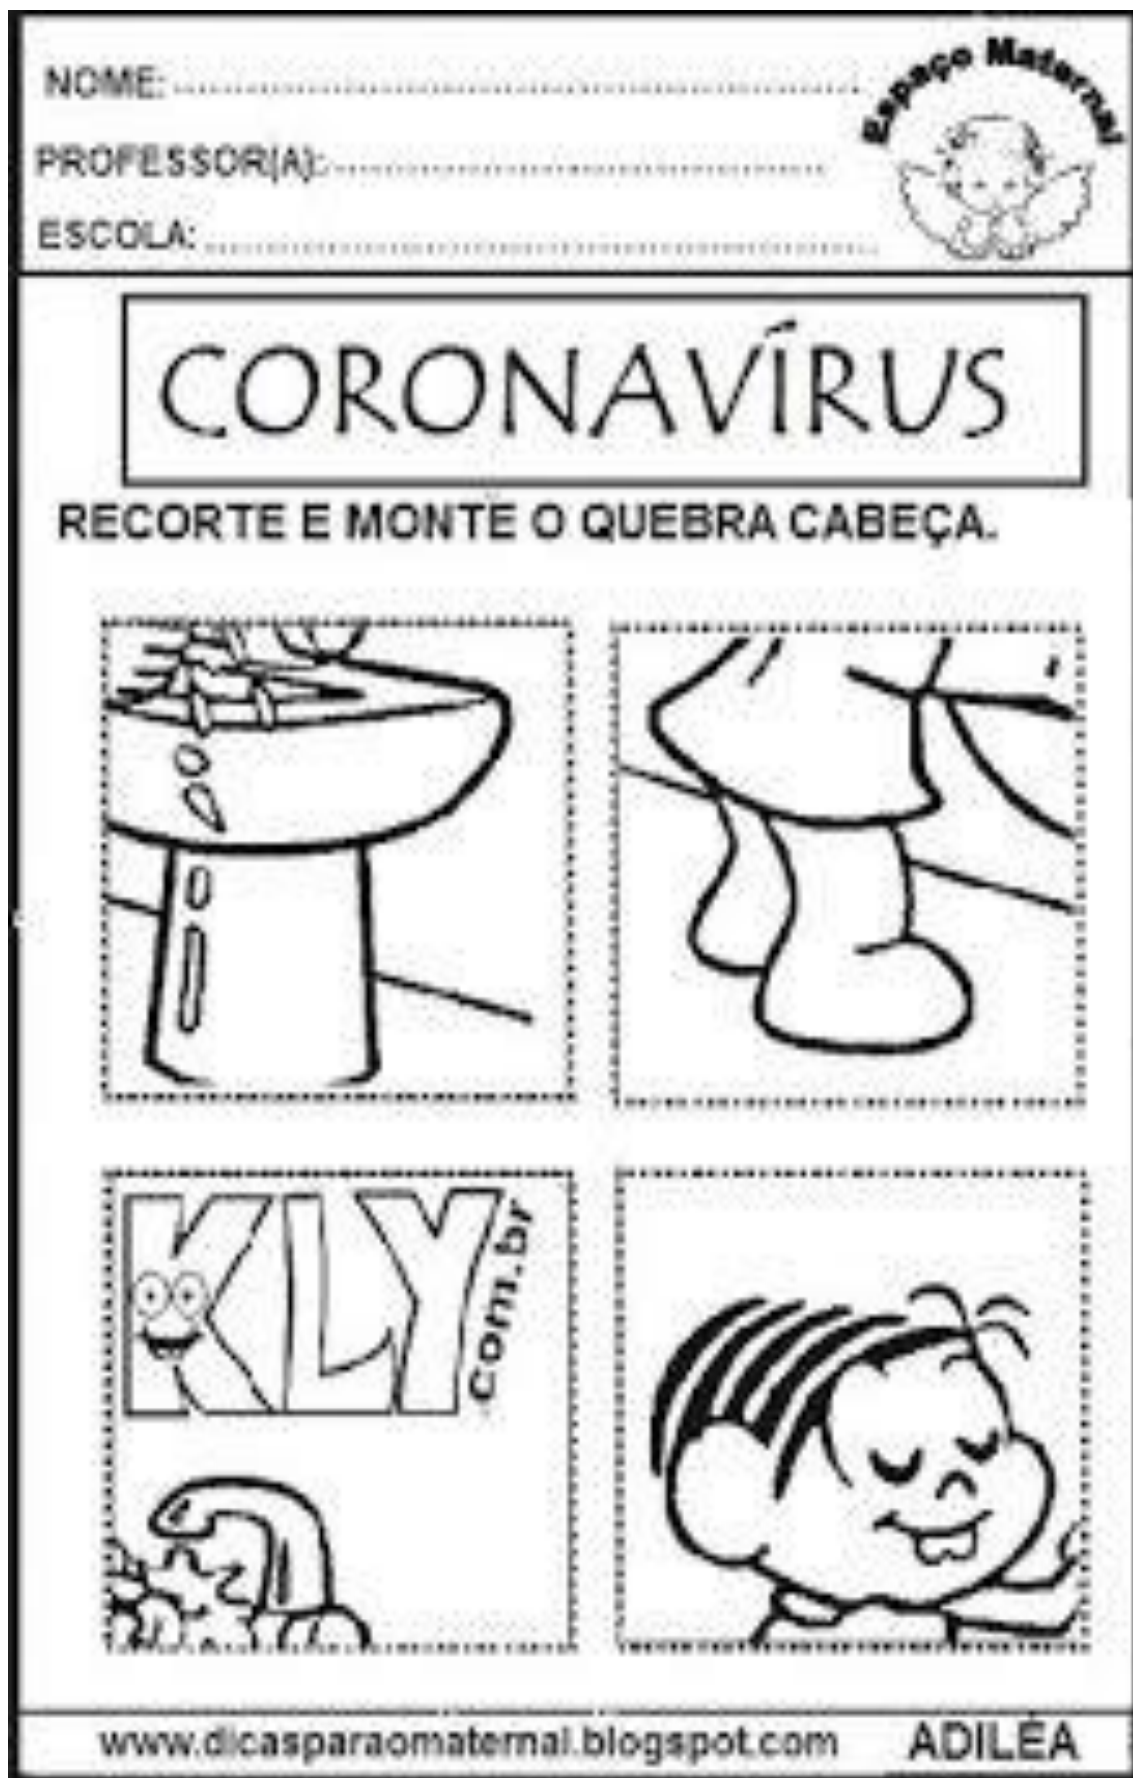 NOME:
Espaço Maternal
PROFESSOR(A):
ESCOLA:
CORONAVÍRUS
RECORTE E MONTE O QUEBRA CABEÇA.
KLY
.com.br
www.dicasparaomaternal.blogspot.com
ADILÉA